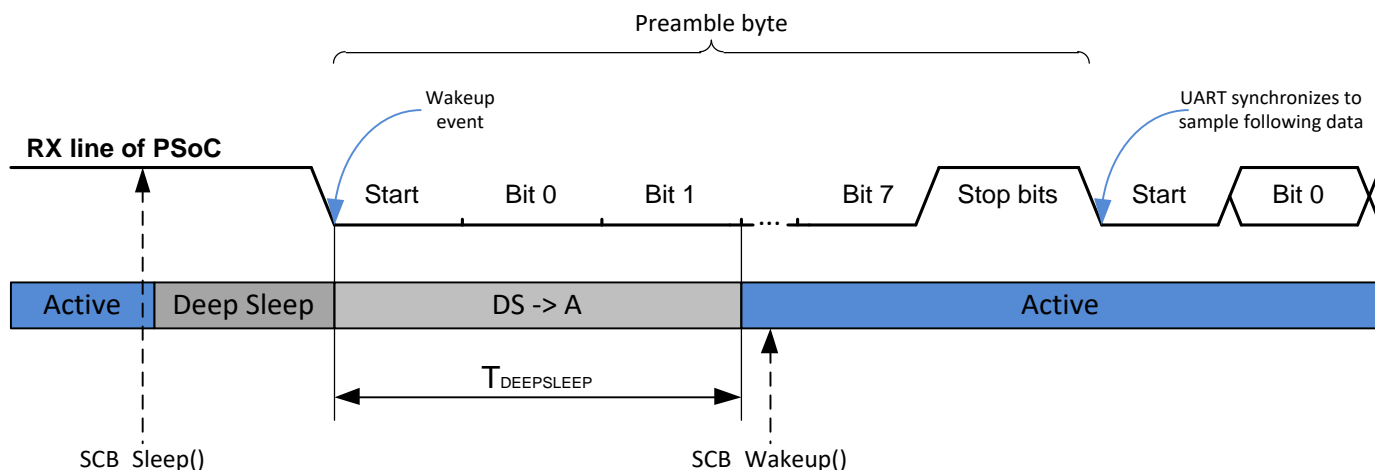 Preamble byte
Wakeup
event
UART synchronizes to
sample following data
RX line of PSoC
Start Bit 0 Bit 1 ... Bit 7 Stop bits Start Bit 0
Active Deep Sleep DS -> A Active
TDEEPSLEEP
SCB_Sleep() SCB_Wakeup()